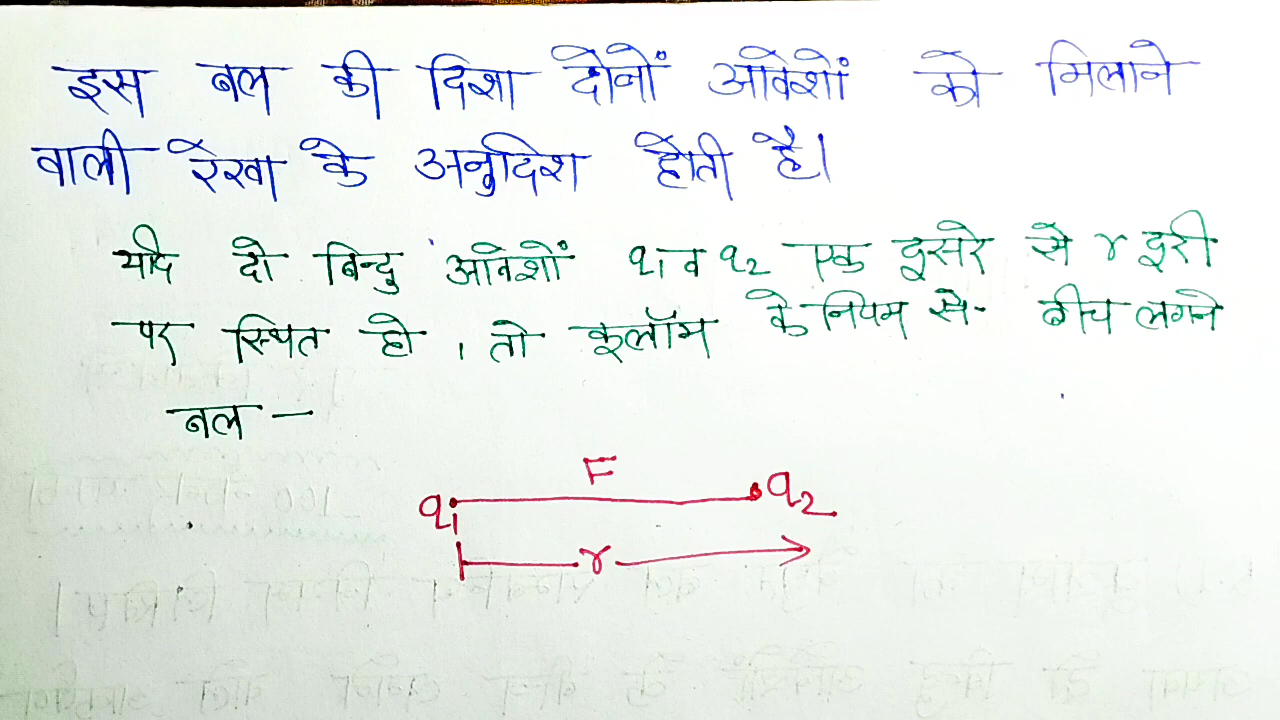 इस बल की दिशा दोनों आवेशों को मिलाने
वाली रेखा के अनुदिश होती है।
यदि दो बिन्दु आवेशों q₁ व q₂ एक दूसरे से r दूरी
पर स्थित हो, तो कूलॉम के नियम से- बीच लगने
बल –
F
q₁ q₂
r